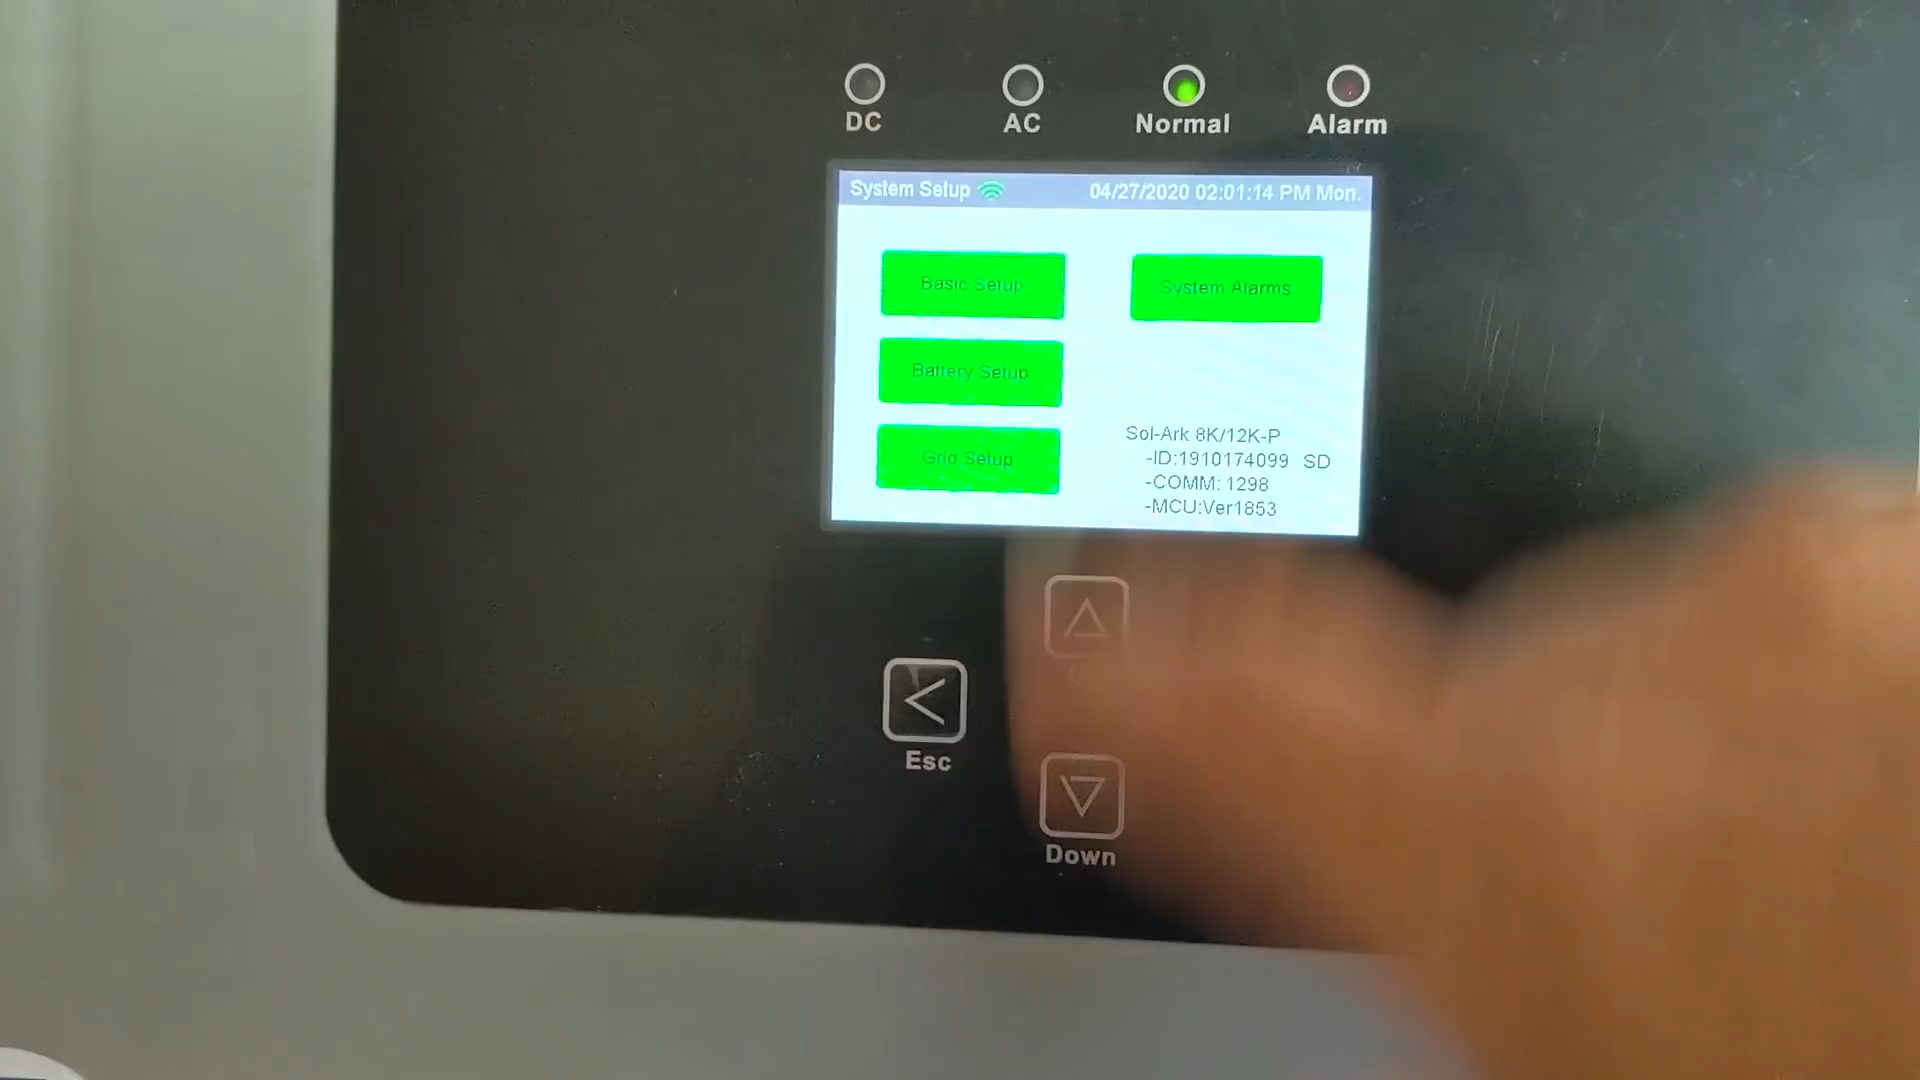 DC
AC
Normal
Alarm
System Setup
04/27/2020 02:01:14 PM Mon.
Basic Setup
System Alarms
Battery Setup
Grid Setup
Sol-Ark 8K/12K-P
-ID:1910174099 SD
-COMM: 1298
-MCU:Ver1853
Esc
Down